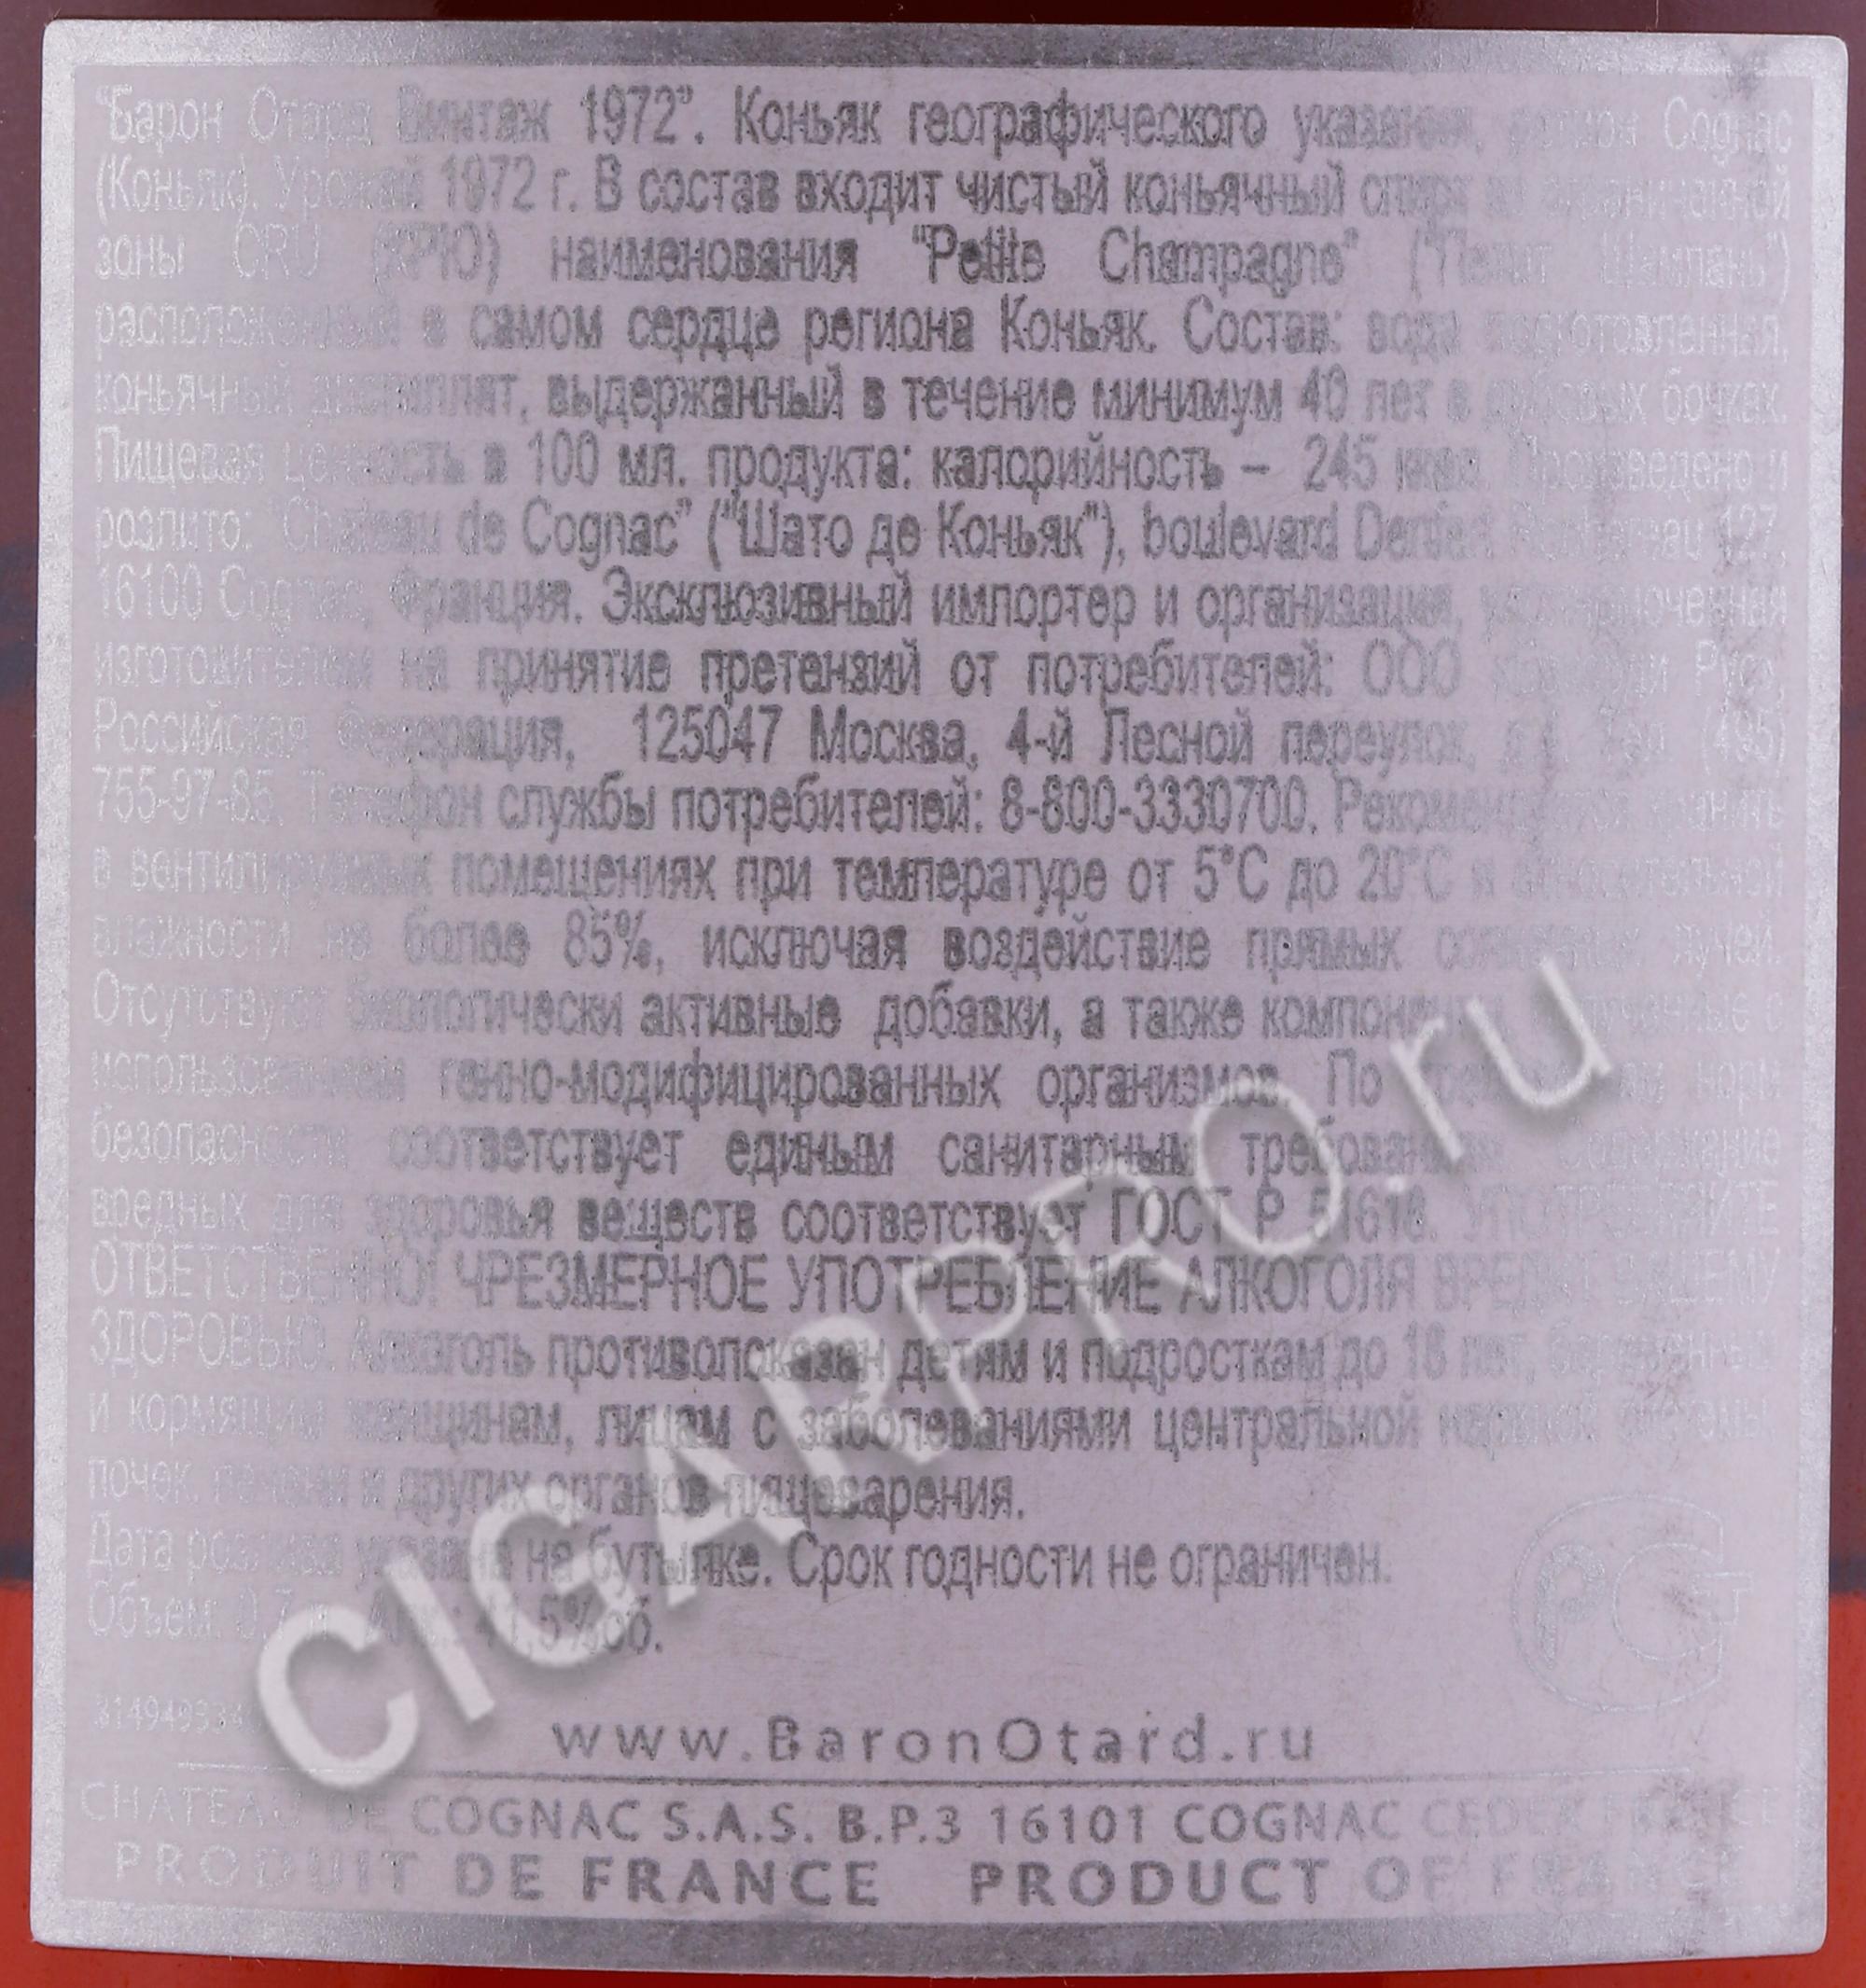 "Барон Отард Винтаж 1972". Коньяк географического указания, регион Cognac
(Коньяк). Урожай 1972 г. В состав входит чистый коньячный спирт из
зоны CRU (КРЮ) наименования "Petite Champagne" ("Петит Шампань")
расположенный в самом сердце региона Коньяк. Состав: вода подготовленная,
коньячный дистиллят, выдержанный в течение минимум 40 лет в дубовых бочках.
Пищевая ценность в 100 мл. продукта: калорийность – 245 ккал. Произведено и
розлито: "Chateau de Cognac" ("Шато де Коньяк"), boulevard Denfert 127,
16100 Cognac, Франция. Эксклюзивный импортер и организация, уполномоченная
изготовителем на принятие претензий от потребителей: ООО Рус»,
Российская Федерация, 125047 Москва, 4-й Лесной переулок, Тел. (495)
755-97-85. Телефон службы потребителей: 8-800-3330700. Рекомендуется хранить
в вентилируемых помещениях при температуре от 5°С до 20°С и относительной
влажности не более 85%, исключая воздействие прямых солнечных лучей.
Отсутствуют биологически активные добавки, а также компоненты, полученные с
использованием генно-модифицированных организмов. По норм
безопасности соответствует единым санитарным требованиям. Содержание
вредных для здоровья веществ соответствует ГОСТ Р 51618. УПОТРЕБЛЯЙТЕ
ОТВЕТСТВЕННО! ЧРЕЗМЕРНОЕ УПОТРЕБЛЕНИЕ АЛКОГОЛЯ ВРЕДИТ ВАШЕМУ
ЗДОРОВЬЮ. Алкоголь противопоказан детям и подросткам до 18 лет, беременным
и кормящим женщинам, лицам с заболеваниями центральной нервной системы,
почек, печени и других органов пищеварения.
Дата розлива указана на бутылке. Срок годности не ограничен.
Объем: 0,7 л. Алк.: 41,5%об.
РСТ
www.BaronOtard.ru
CHATEAU DE COGNAC S.A.S. B.P.3 16101 COGNAC CEDEX FRANCE
PRODUIT DE FRANCE PRODUCT OF FRANCE
CIGARPRO.ru